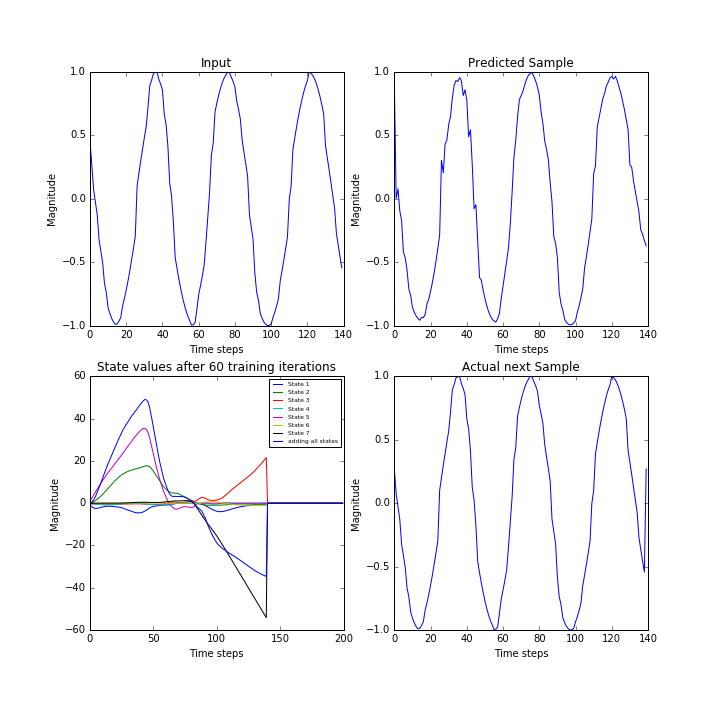 Input
Magnitude
1.0
0.5
0.0
−0.5
−1.0
0 20 40 60 80 100 120 140
Time steps
Predicted Sample
Magnitude
1.0
0.5
0.0
−0.5
−1.0
0 20 40 60 80 100 120 140
Time steps
State values after 60 training iterations
Magnitude
60
40
20
0
−20
−40
−60
0 50 100 150 200
Time steps
State 1
State 2
State 3
State 4
State 5
State 6
State 7
adding all states
Actual next Sample
Magnitude
1.0
0.5
0.0
−0.5
−1.0
0 20 40 60 80 100 120 140
Time steps